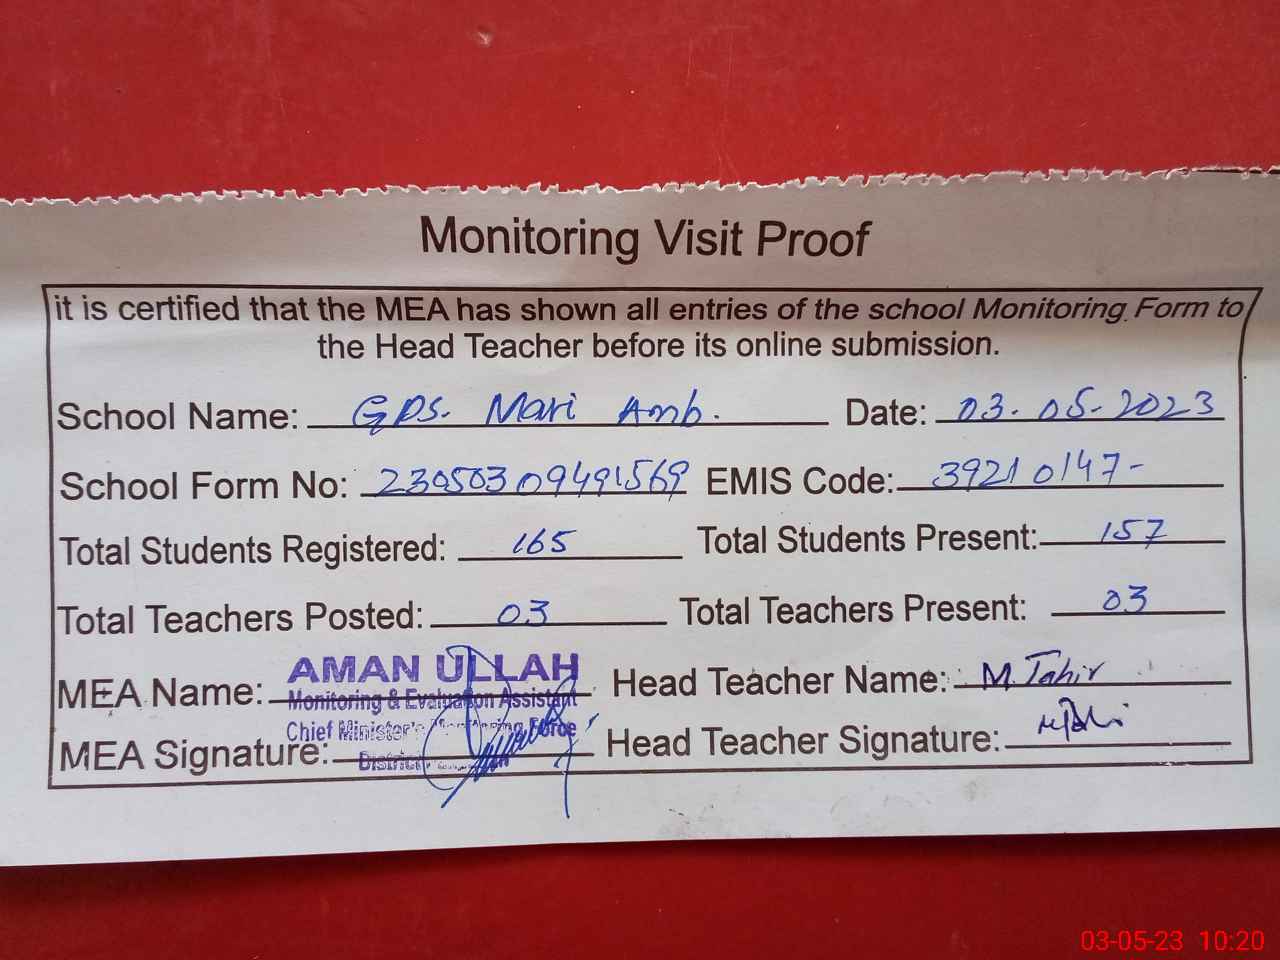 Monitoring Visit Proof
it is certified that the MEA has shown all entries of the school Monitoring Form to
the Head Teacher before its online submission.
School Name: GPS. Mari Amb. Date: 03-05-2023
School Form No: 23050309491569 EMIS Code: 39210147-
Total Students Registered: 165 Total Students Present: 157
Total Teachers Posted: 03 Total Teachers Present: 03
MEA Name: AMAN ULLAH Head Teacher Name: M. Tahir
Monitoring & Evaluation Assistant
Chief Minister's Monitoring Force
MEA Signature: District Head Teacher Signature:
03-05-23 10:20